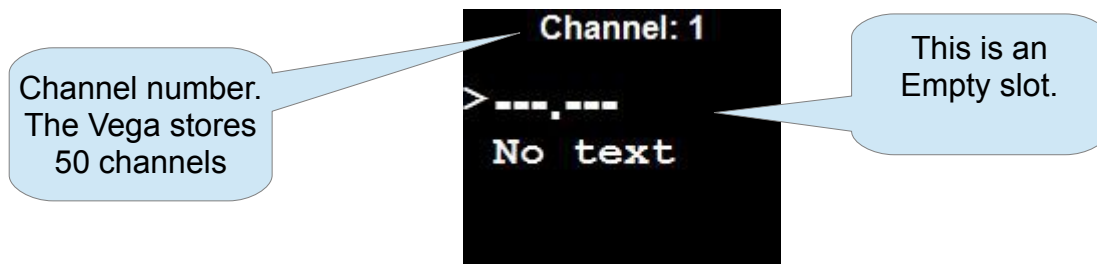 Channel number.
The Vega stores
50 channels
Channel: 1
>---.---
No text
This is an
Empty slot.